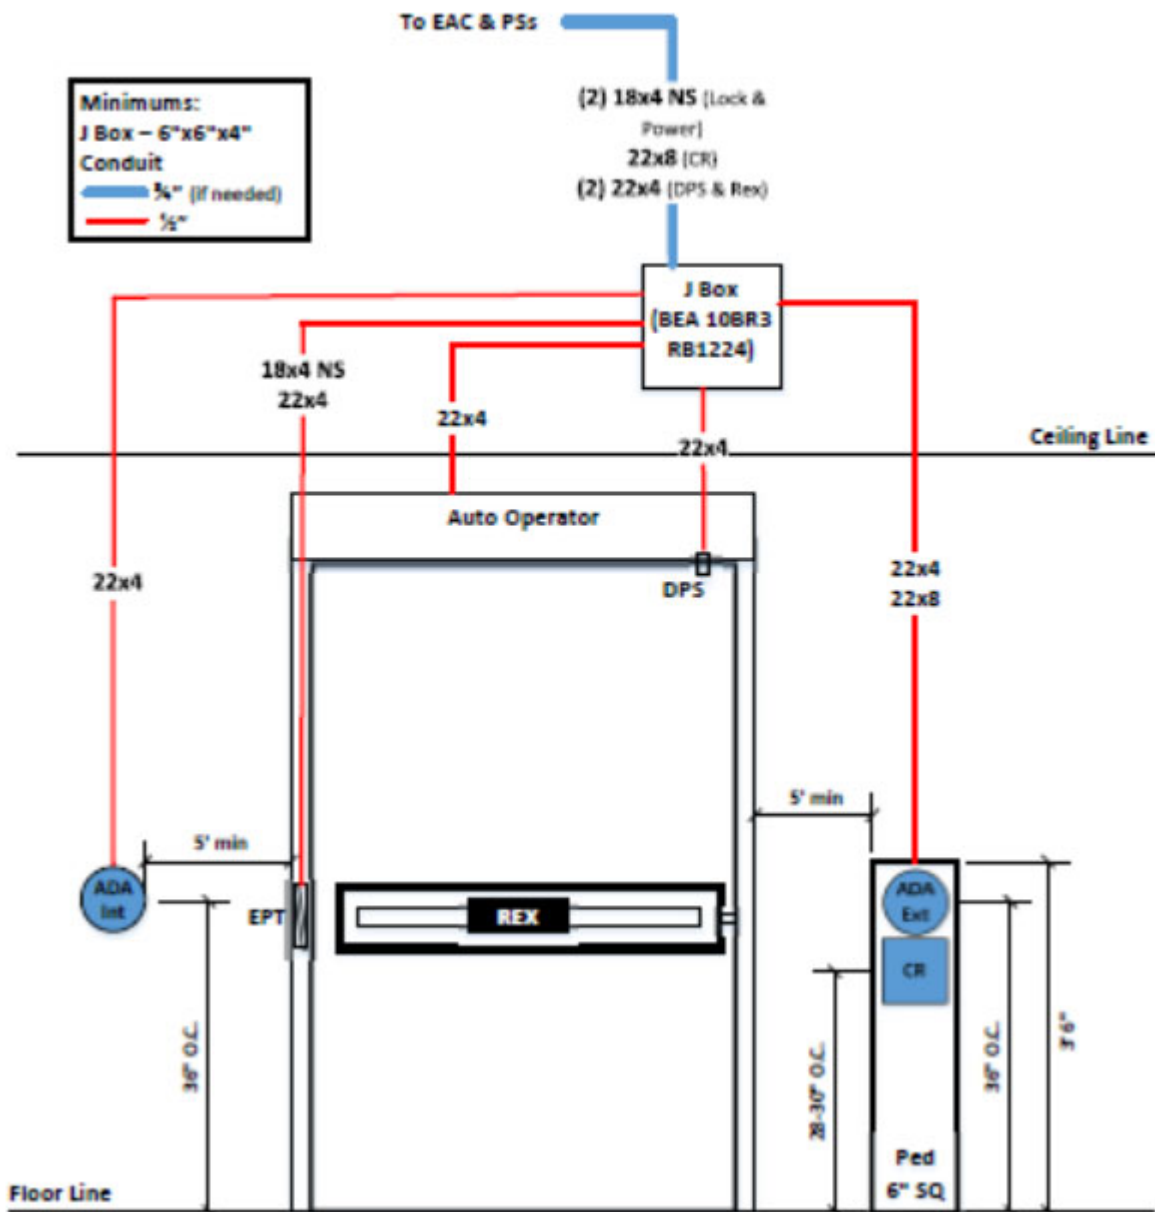 To EAC & PSs
Minimums:
J Box – 6"x6"x4"
Conduit
¾" (if needed)
½"
(2) 18x4 NS (Lock &
Power)
22x8 (CR)
(2) 22x4 (DPS & Rex)
J Box
(BEA 10BR3
RB1224)
18x4 NS
22x4
22x4
22x4
Ceiling Line
Auto Operator
22x4
DPS
22x4
22x8
5' min
5' min
ADA
Int
EPT
REX
ADA
Ext
CR
36" O.C.
28-30" O.C.
36" O.C.
3'6"
Ped
6" SQ
Floor Line